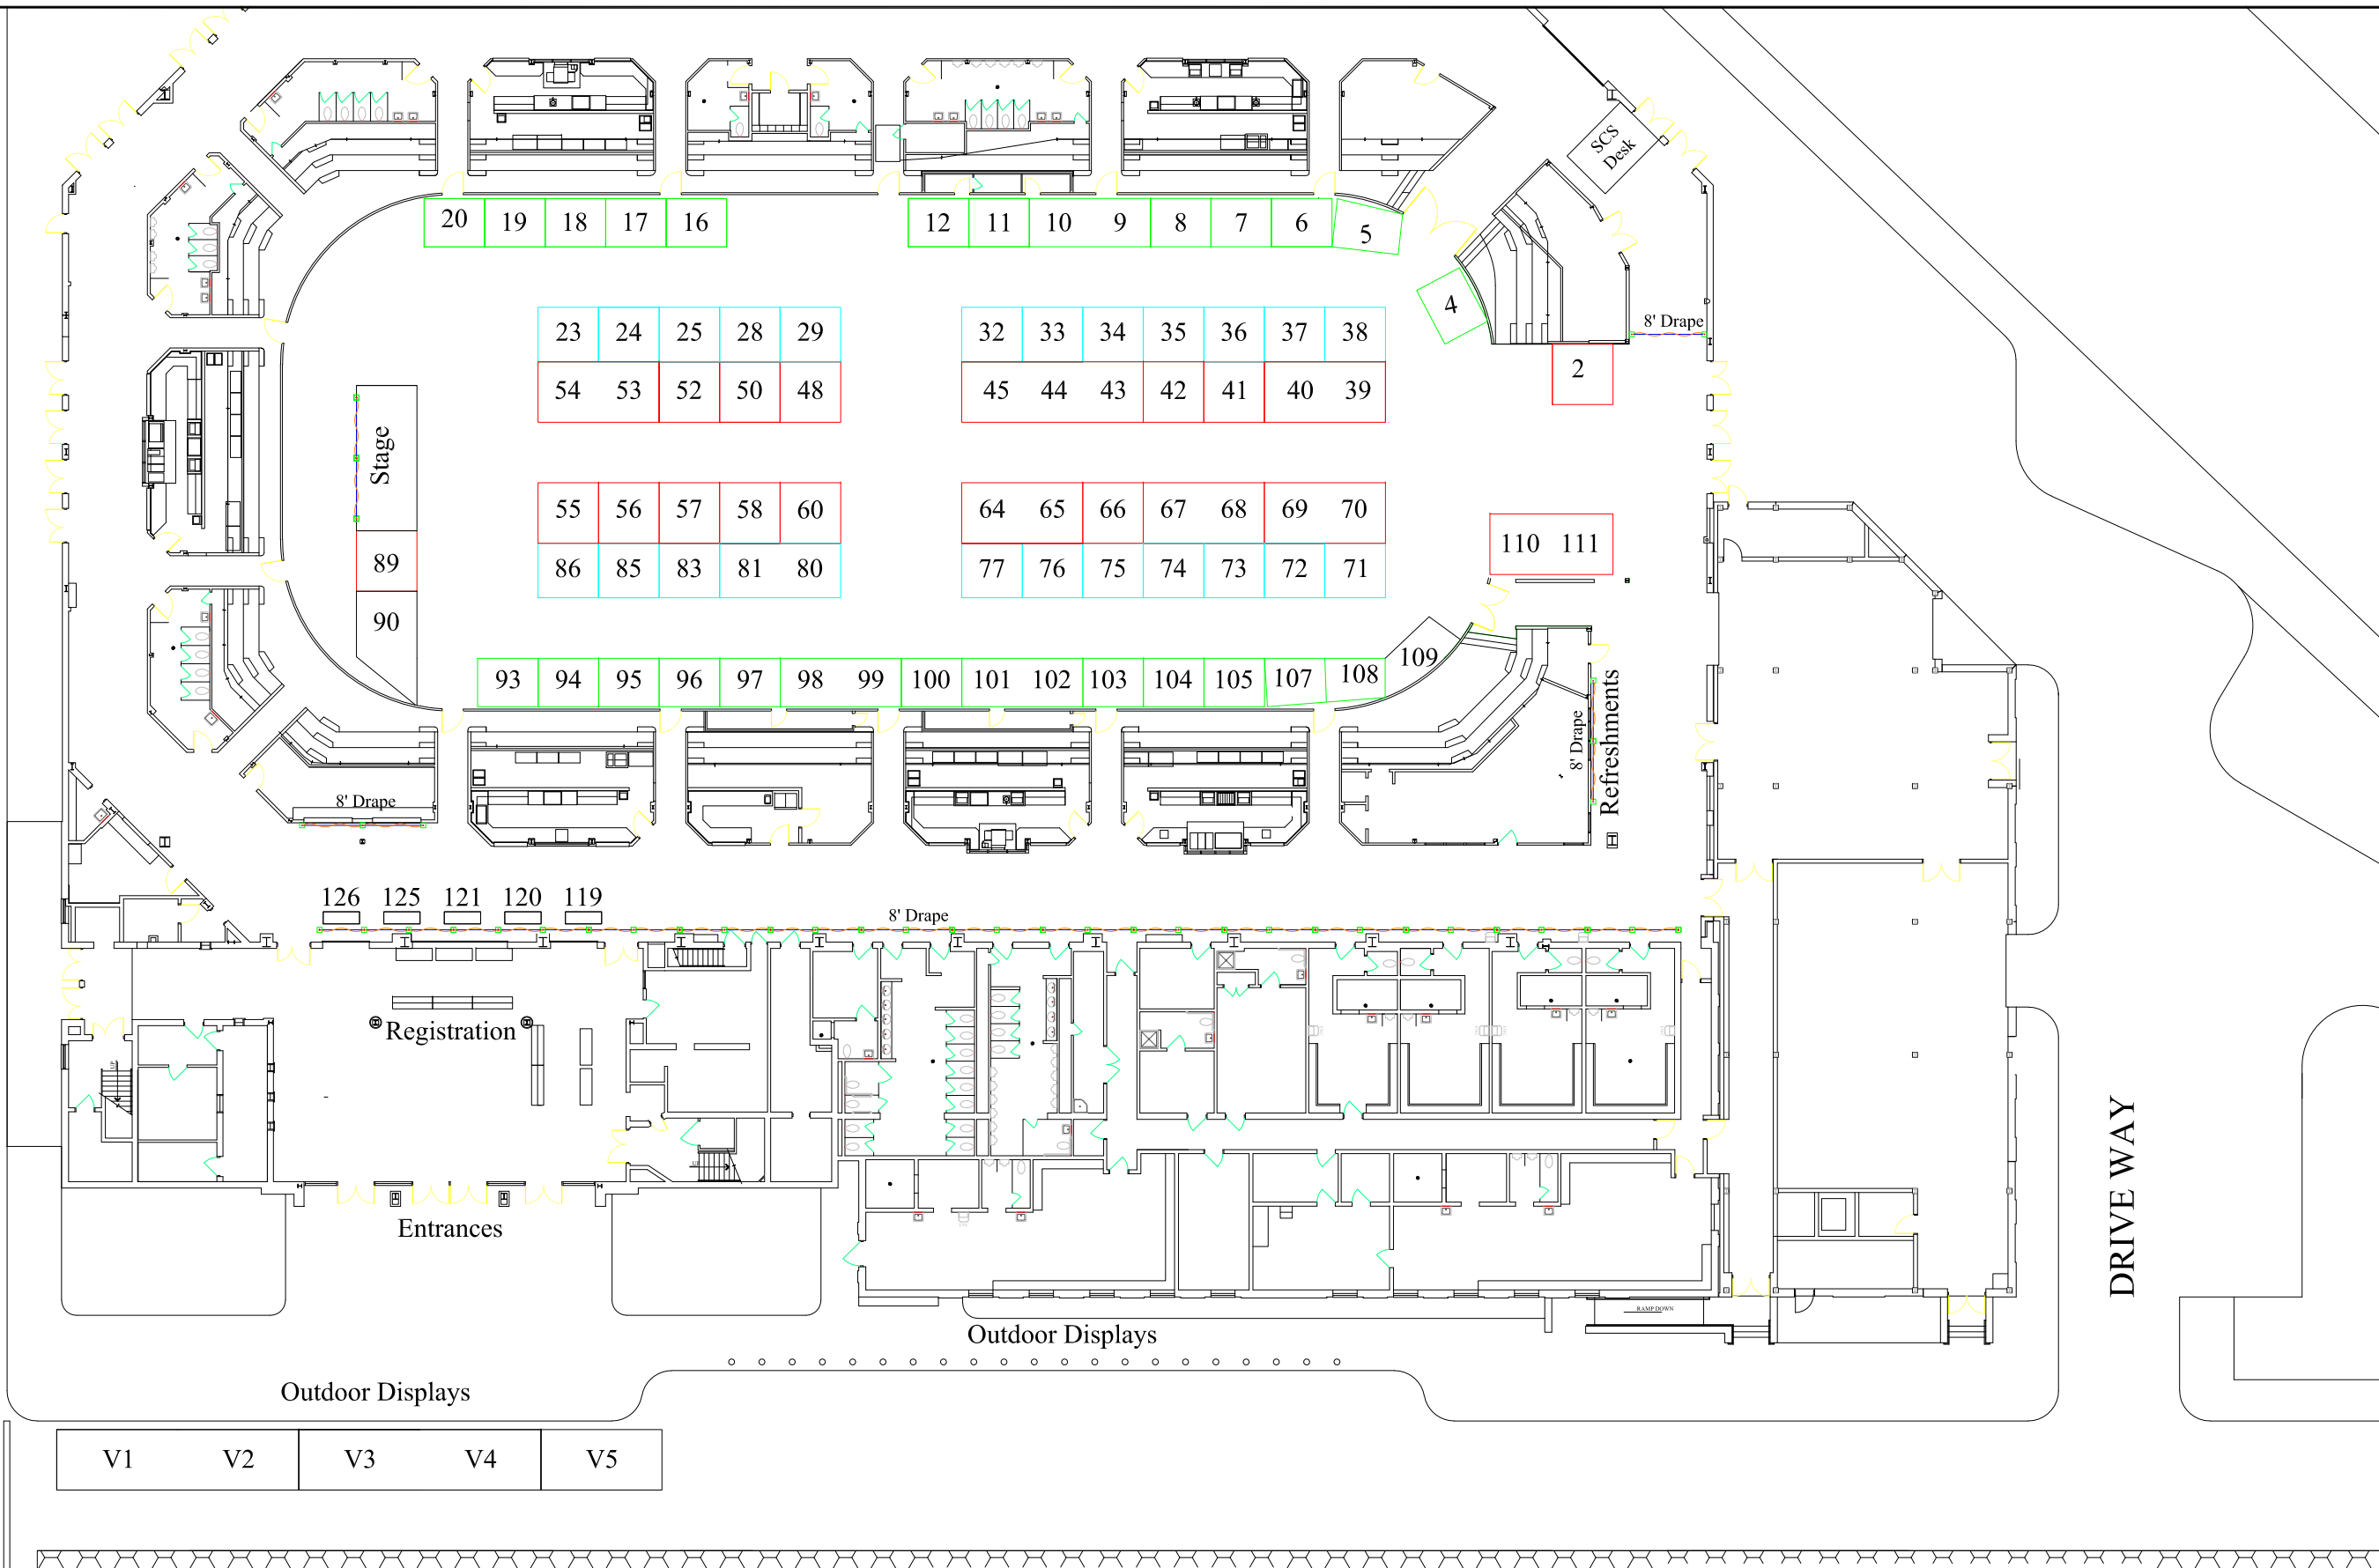 SCS
Desk
20 19 18 17 16 12 11 10 9 8 7 6 5
4
8' Drape
23 24 25 28 29 32 33 34 35 36 37 38
2
54 53 52 50 48 45 44 43 42 41 40 39
Stage
55 56 57 58 60 64 65 66 67 68 69 70
110 111
89
86 85 83 81 80 77 76 75 74 73 72 71
90
109
93 94 95 96 97 98 99 100 101 102 103 104 105 107 108
8' Drape
Refreshments
8' Drape
126 125 121 120 119
8' Drape
Registration
UP
UP
Entrances
DRIVE WAY
RAMP DOWN
Outdoor Displays
Outdoor Displays
V1 V2 V3 V4 V5